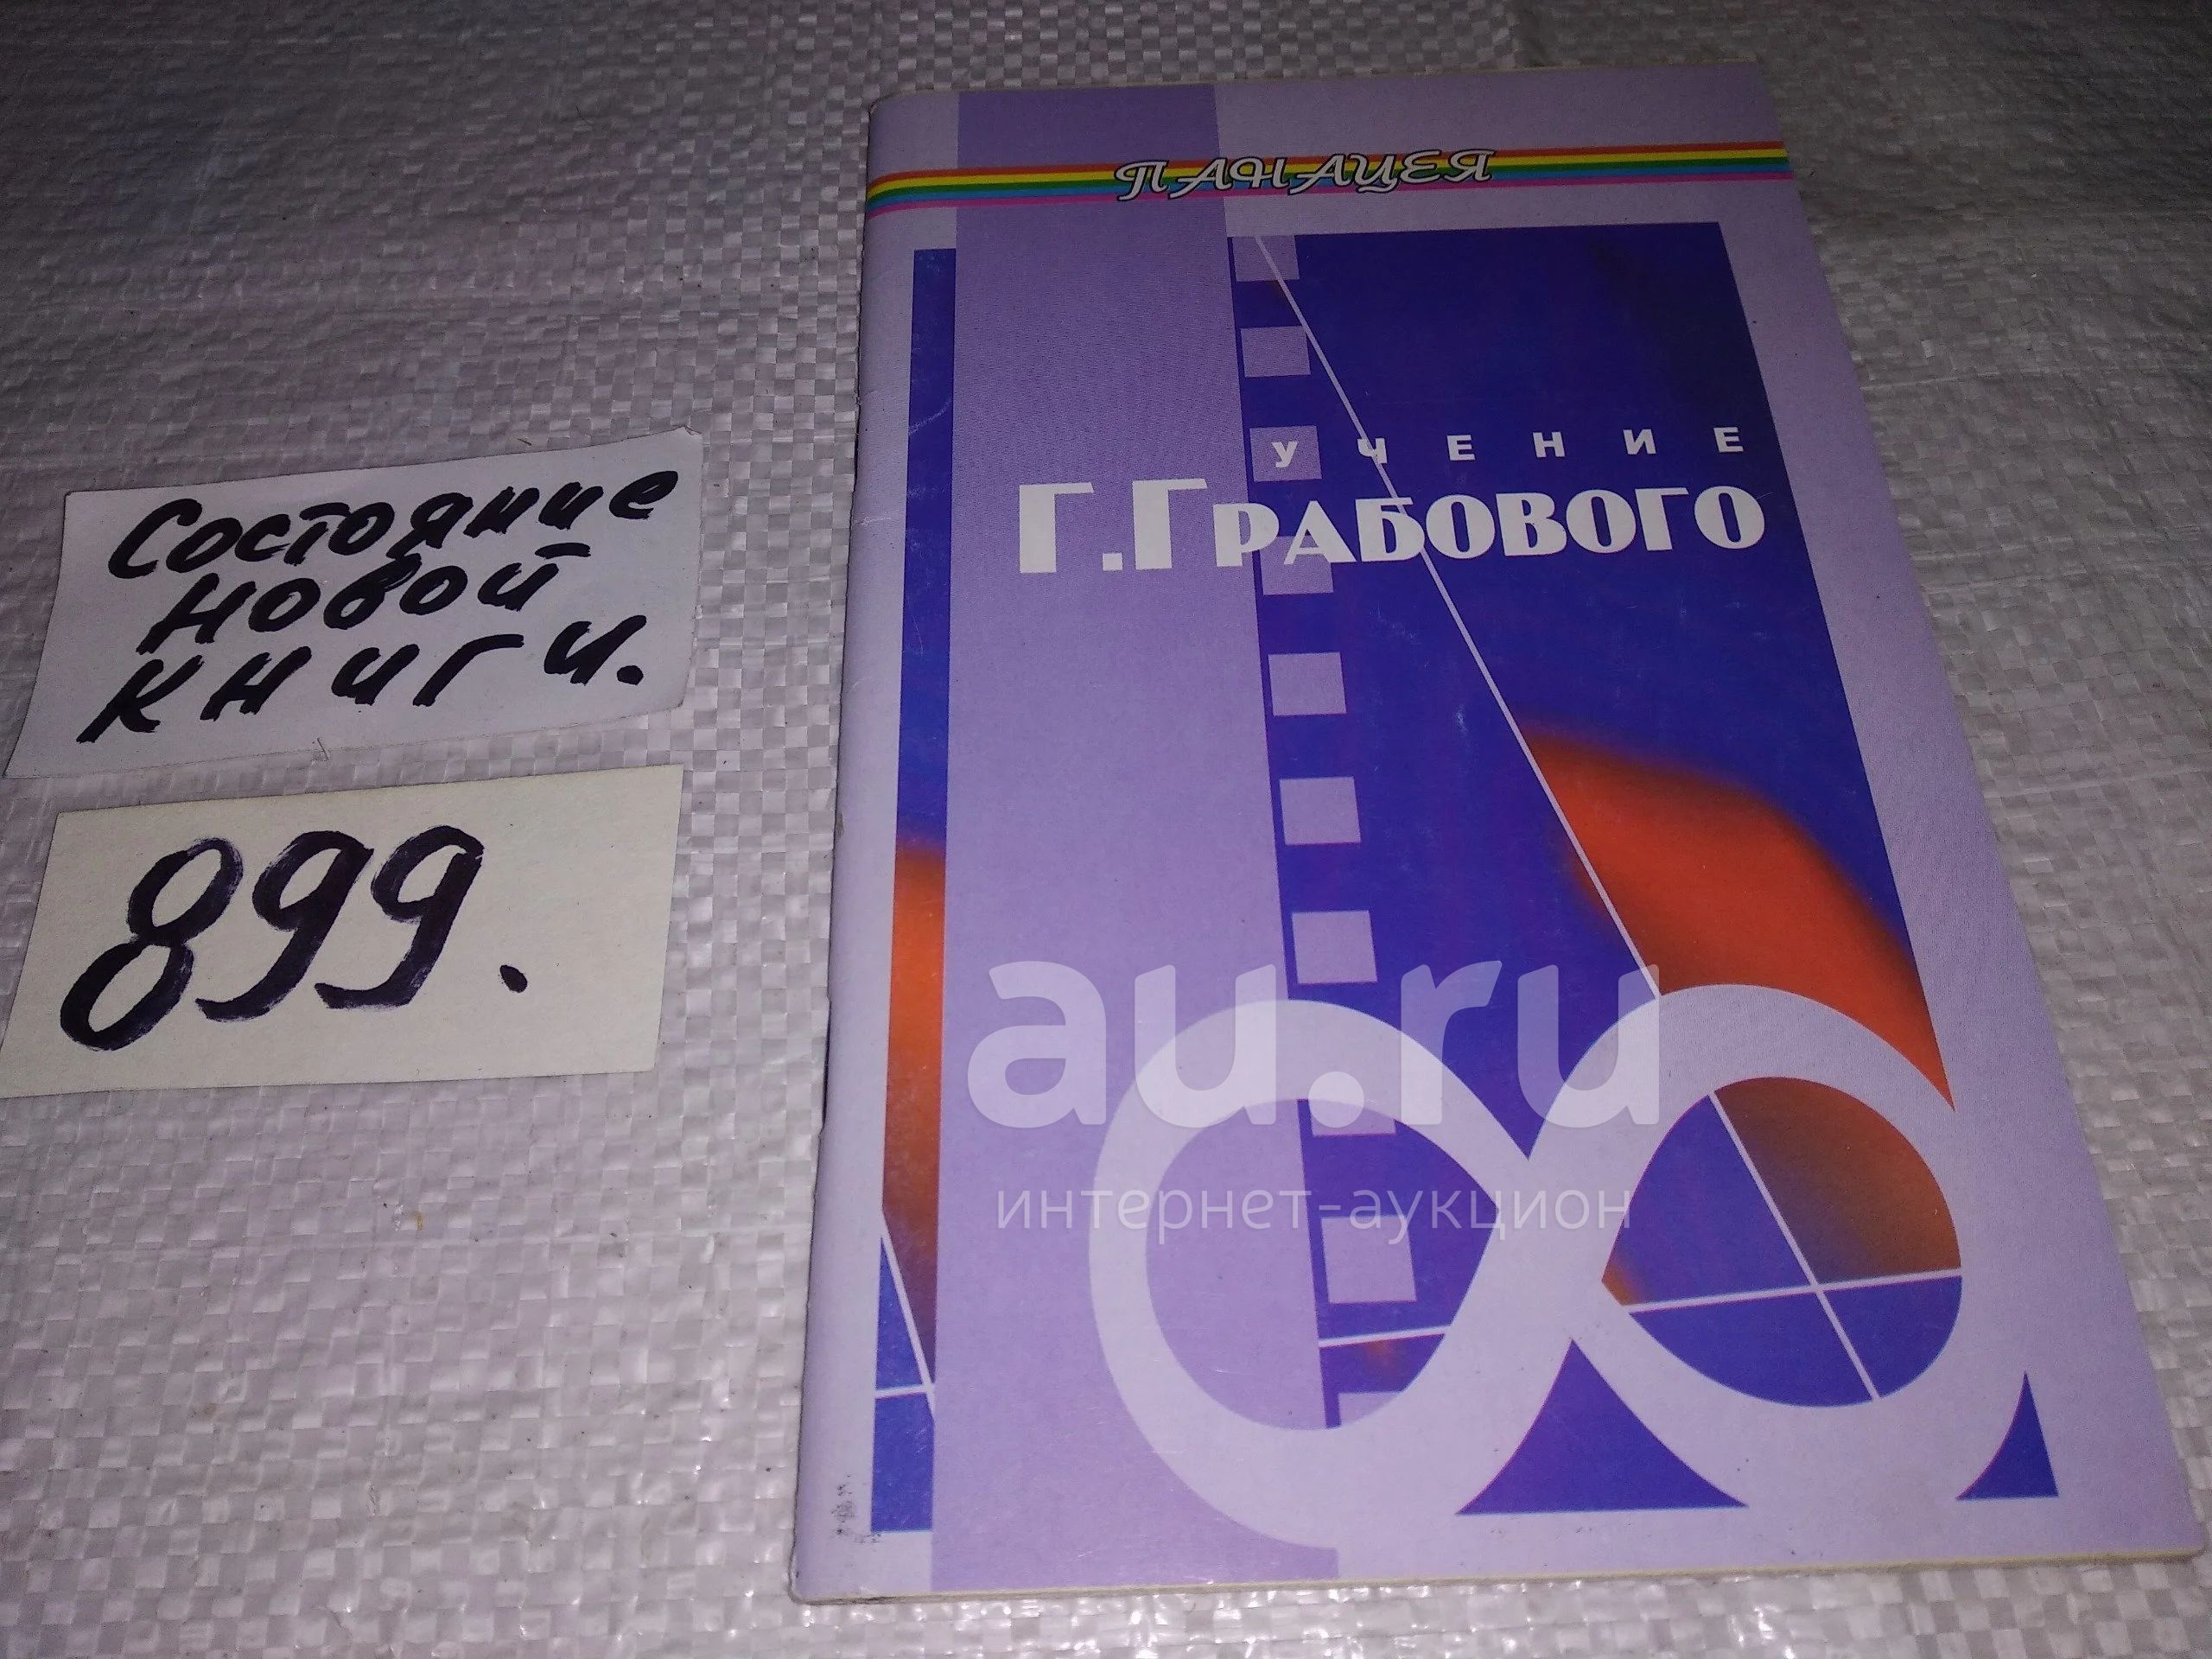 Состояние
новой
книги.
899.
ПАНАЦЕЯ
УЧЕНИЕ
Г. ГРАБОВОГО
au.ru
интернет-аукцион